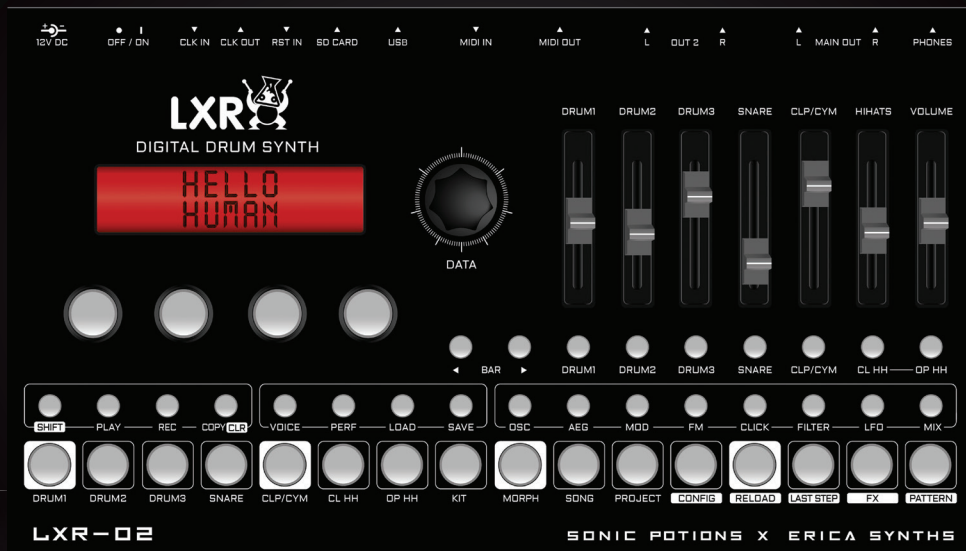 12V DC OFF / ON CLK IN CLK OUT RST IN SD CARD USB MIDI IN MIDI OUT L OUT 2 R L MAIN OUT R PHONES
LXR
DIGITAL DRUM SYNTH
HELLO
HUMAN
DATA
DRUM1 DRUM2 DRUM3 SNARE CLP/CYM HIHATS VOLUME
BAR DRUM1 DRUM2 DRUM3 SNARE CLP/CYM CL HH OP HH
SHIFT PLAY REC COPY CLR VOICE PERF LOAD SAVE OSC AEG MOD FM CLICK FILTER LFO MIX
DRUM1 DRUM2 DRUM3 SNARE CLP/CYM CL HH OP HH KIT MORPH SONG PROJECT CONFIG RELOAD LAST STEP FX PATTERN
LXR-02 SONIC POTIONS X ERICA SYNTHS